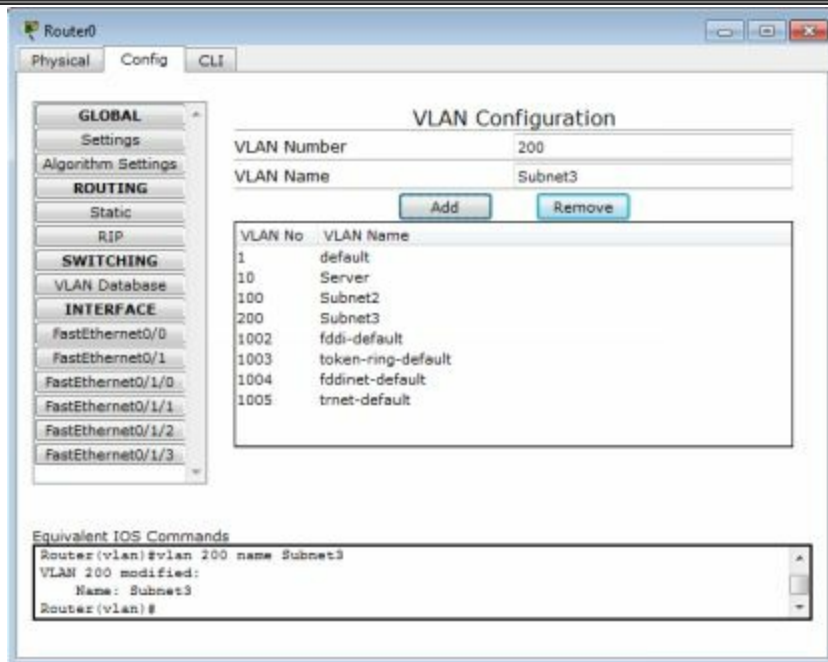 Router0
Physical Config CLI
GLOBAL
Settings
Algorithm Settings
ROUTING
Static
RIP
SWITCHING
VLAN Database
INTERFACE
FastEthernet0/0
FastEthernet0/1
FastEthernet0/1/0
FastEthernet0/1/1
FastEthernet0/1/2
FastEthernet0/1/3
VLAN Configuration
VLAN Number 200
VLAN Name Subnet3
Add Remove
VLAN No VLAN Name
1 default
10 Server
100 Subnet2
200 Subnet3
1002 fddi-default
1003 token-ring-default
1004 fddinet-default
1005 trnet-default
Equivalent IOS Commands
Router(vlan)#vlan 200 name Subnet3
VLAN 200 modified:
Name: Subnet3
Router(vlan)#